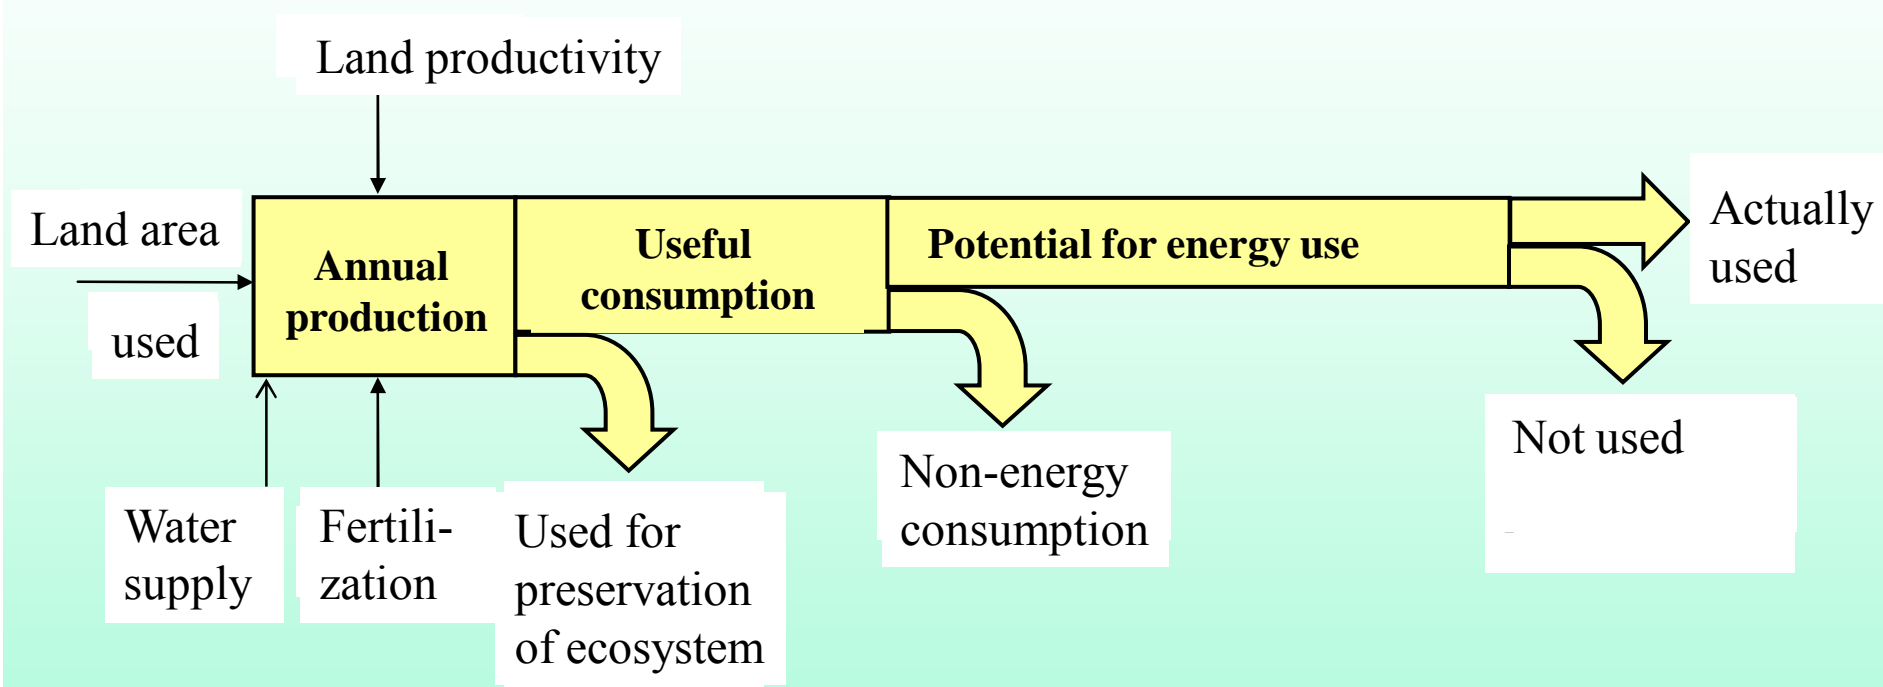 Land productivity
Land area
used
Annual
production
Useful
consumption
Potential for energy use
Actually
used
Water
supply
Fertili-
zation
Used for
preservation
of ecosystem
Non-energy
consumption
Not used